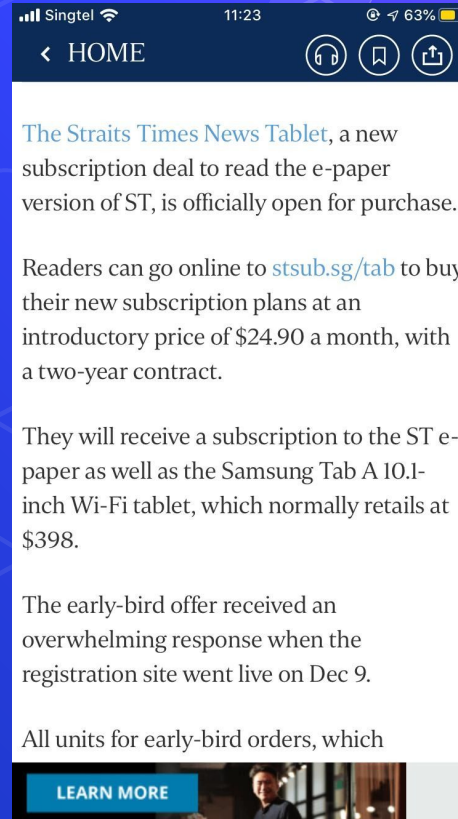 Singtel 11:23 63%
HOME
The Straits Times News Tablet, a new
subscription deal to read the e-paper
version of ST, is officially open for purchase.
Readers can go online to stsub.sg/tab to buy
their new subscription plans at an
introductory price of $24.90 a month, with
a two-year contract.
They will receive a subscription to the ST e-
paper as well as the Samsung Tab A 10.1-
inch Wi-Fi tablet, which normally retails at
$398.
The early-bird offer received an
overwhelming response when the
registration site went live on Dec 9.
All units for early-bird orders, which
LEARN MORE